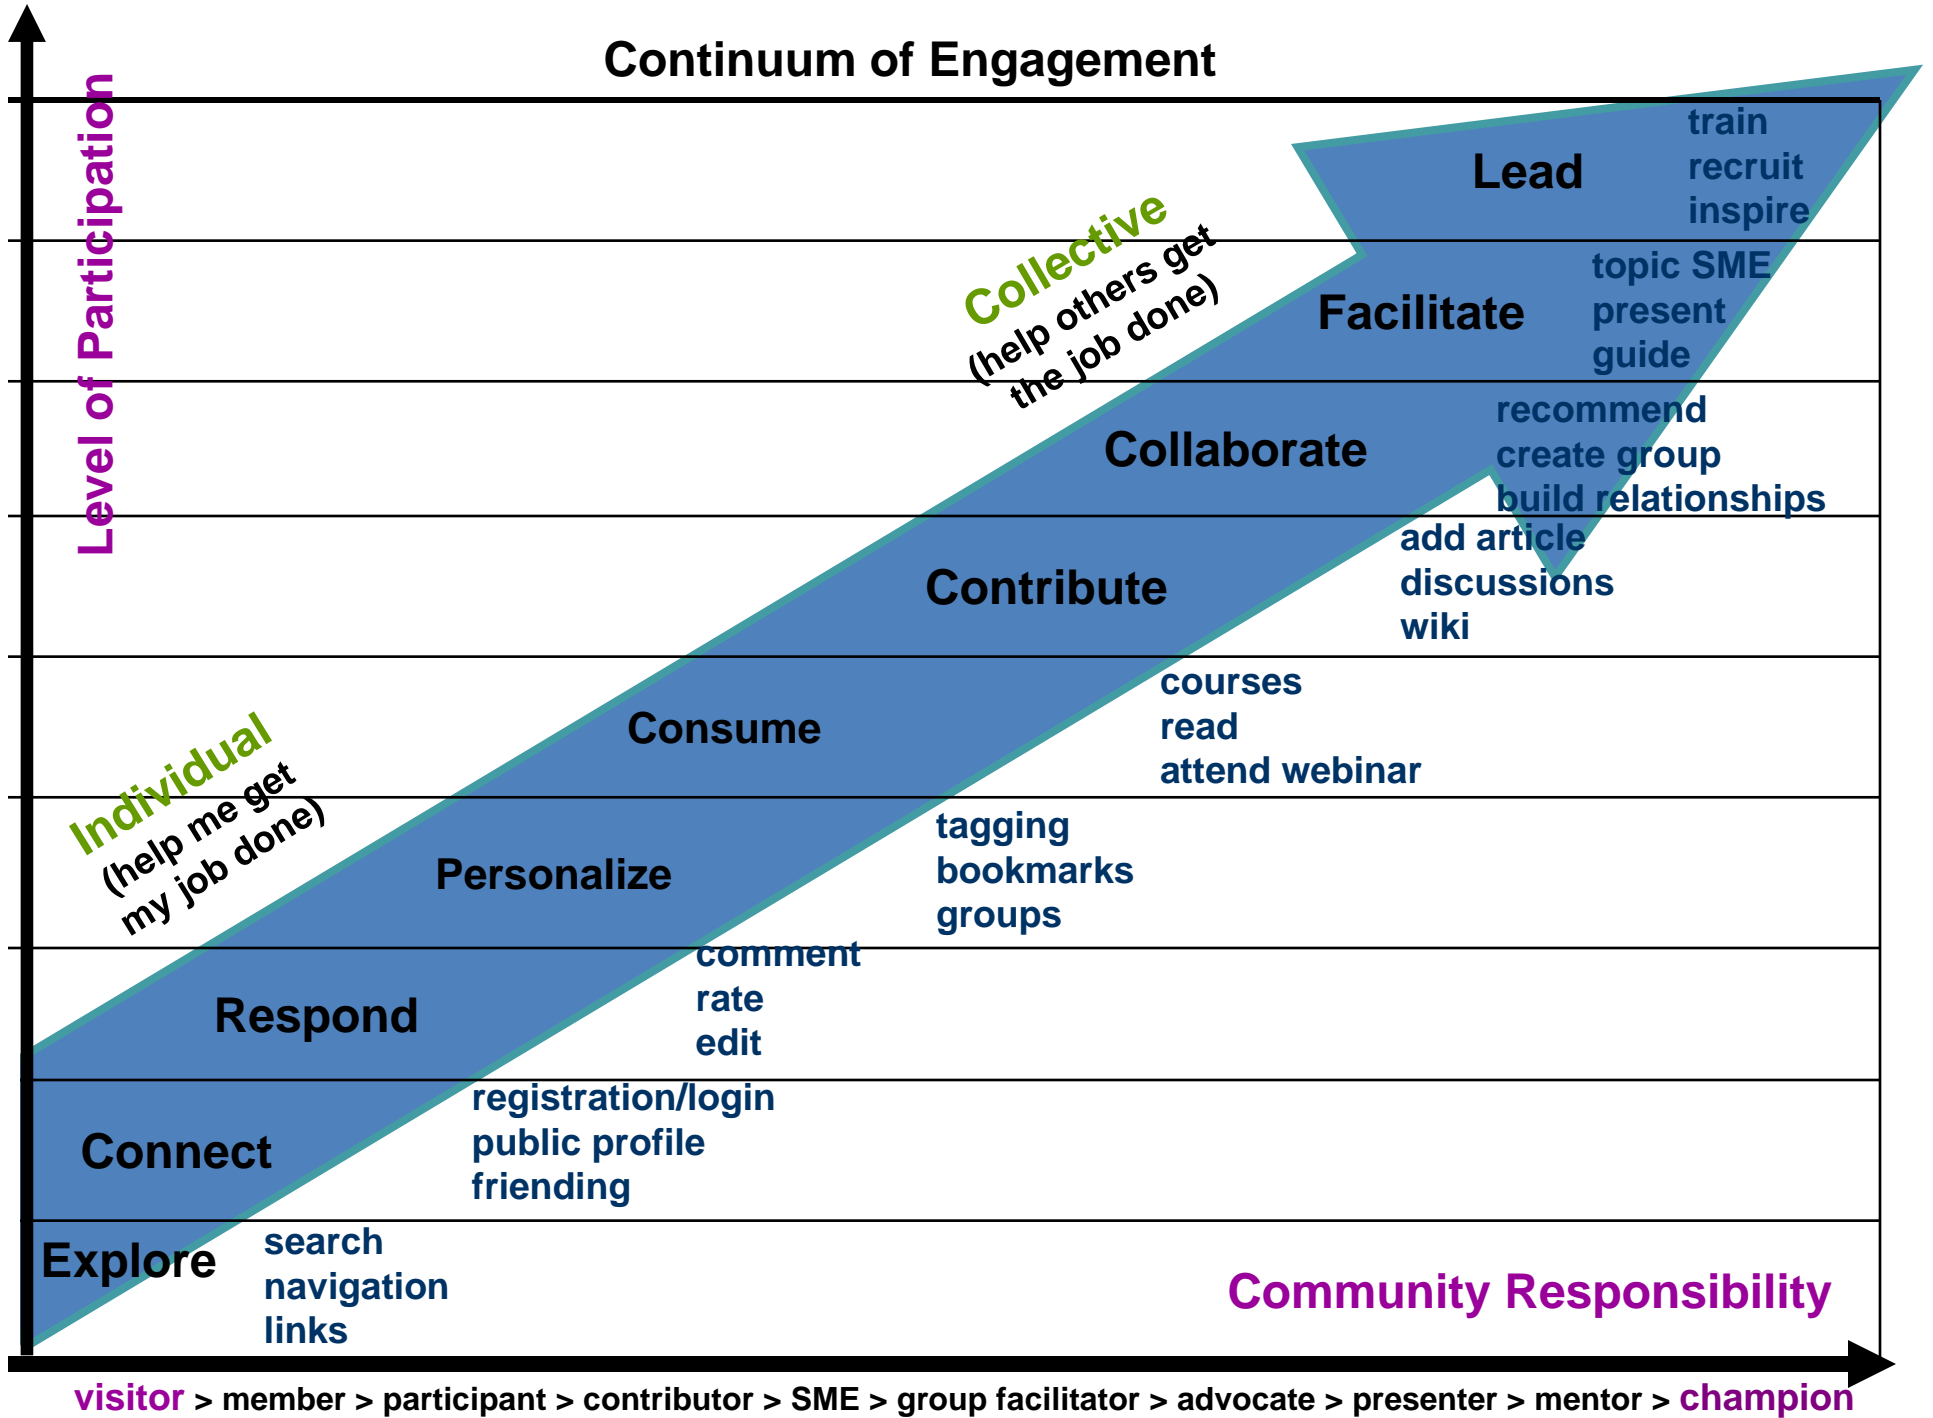 Continuum of Engagement
Level of Participation
Lead
train
recruit
inspire
Collective
(help others get
the job done)
Facilitate
topic SME
present
guide
Collaborate
recommend
create group
build relationships
Contribute
add article
discussions
wiki
Consume
courses
read
attend webinar
Individual
(help me get
my job done)
Personalize
tagging
bookmarks
groups
Respond
comment
rate
edit
Connect
registration/login
public profile
friending
Explore
search
navigation
links
Community Responsibility
visitor > member > participant > contributor > SME > group facilitator > advocate > presenter > mentor > champion